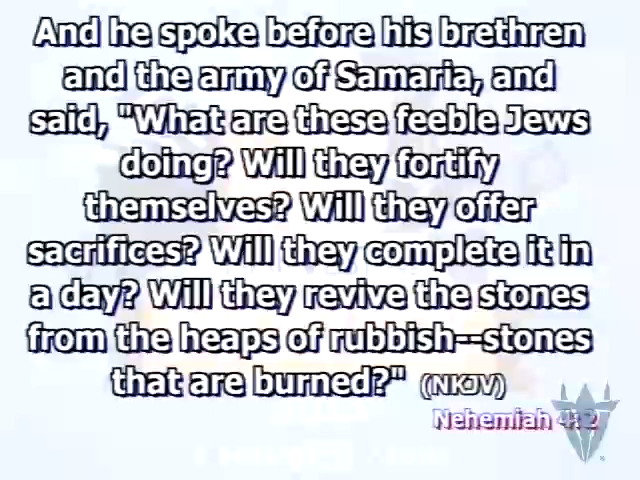 And he spoke before his brethren
and the army of Samaria, and
said, "What are these feeble Jews
doing? Will they fortify
themselves? Will they offer
sacrifices? Will they complete it in
a day? Will they revive the stones
from the heaps of rubbish--stones
that are burned?" (NKJV)
Nehemiah 4:2